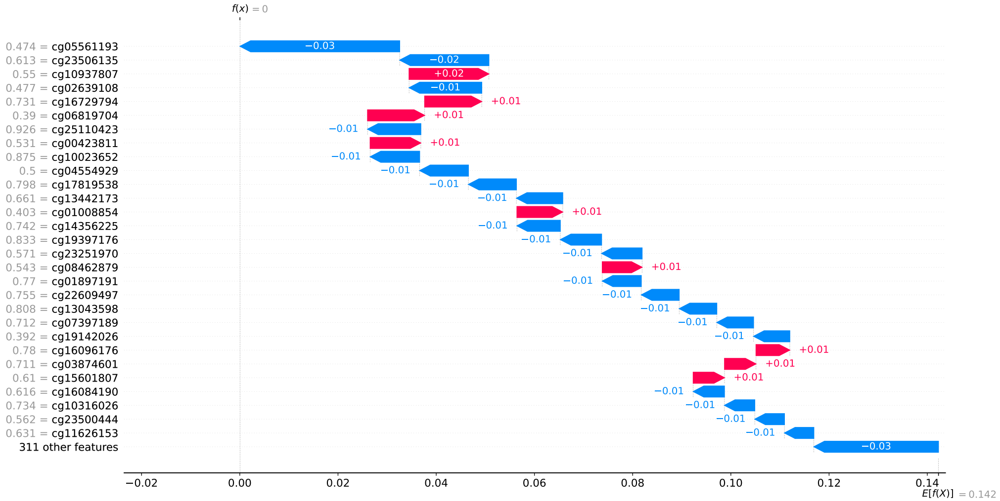 f(x) = 0
0.474 = cg05561193 −0.03
0.613 = cg23506135 −0.02
0.55 = cg10937807 +0.02
0.477 = cg02639108 −0.01
0.731 = cg16729794 +0.01
0.39 = cg06819704 +0.01
0.926 = cg25110423 −0.01
0.531 = cg00423811 +0.01
0.875 = cg10023652 −0.01
0.5 = cg04554929 −0.01
0.798 = cg17819538 −0.01
0.661 = cg13442173 −0.01
0.403 = cg01008854 +0.01
0.742 = cg14356225 −0.01
0.833 = cg19397176 −0.01
0.571 = cg23251970 −0.01
0.543 = cg08462879 +0.01
0.77 = cg01897191 −0.01
0.755 = cg22609497 −0.01
0.808 = cg13043598 −0.01
0.712 = cg07397189 −0.01
0.392 = cg19142026 −0.01
0.78 = cg16096176 +0.01
0.711 = cg03874601 +0.01
0.61 = cg15601807 +0.01
0.616 = cg16084190 −0.01
0.734 = cg10316026 −0.01
0.562 = cg23500444 −0.01
0.631 = cg11626153 −0.01
311 other features −0.03
−0.02 0.00 0.02 0.04 0.06 0.08 0.10 0.12 0.14
E[f(X)] = 0.142